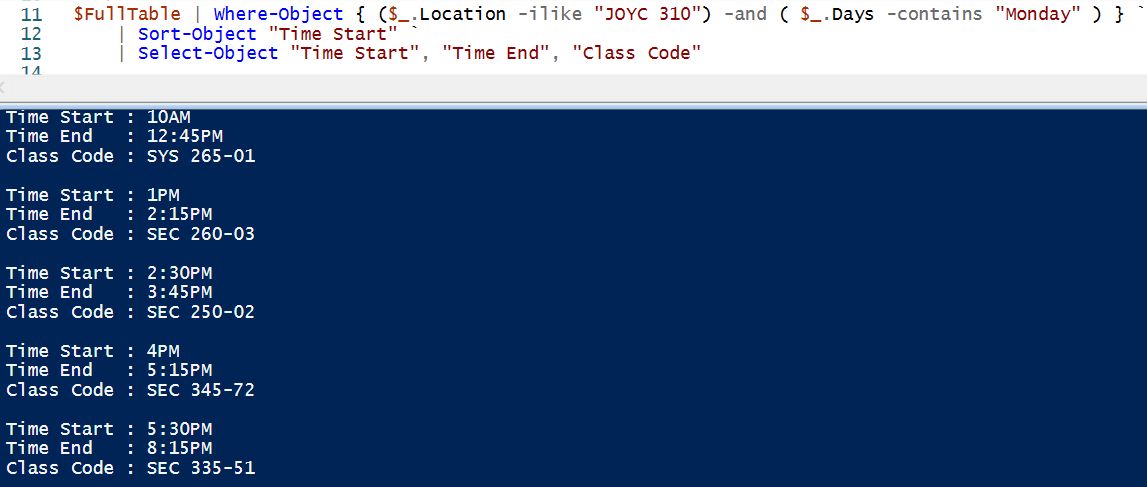 11 $FullTable | Where-Object { ($_.Location -ilike "JOYC 310") -and ( $_.Days -contains "Monday" ) } `
12 | Sort-Object "Time Start" `
13 | Select-Object "Time Start", "Time End", "Class Code"
14
Time Start : 10AM
Time End : 12:45PM
Class Code : SYS 265-01
Time Start : 1PM
Time End : 2:15PM
Class Code : SEC 260-03
Time Start : 2:30PM
Time End : 3:45PM
Class Code : SEC 250-02
Time Start : 4PM
Time End : 5:15PM
Class Code : SEC 345-72
Time Start : 5:30PM
Time End : 8:15PM
Class Code : SEC 335-51